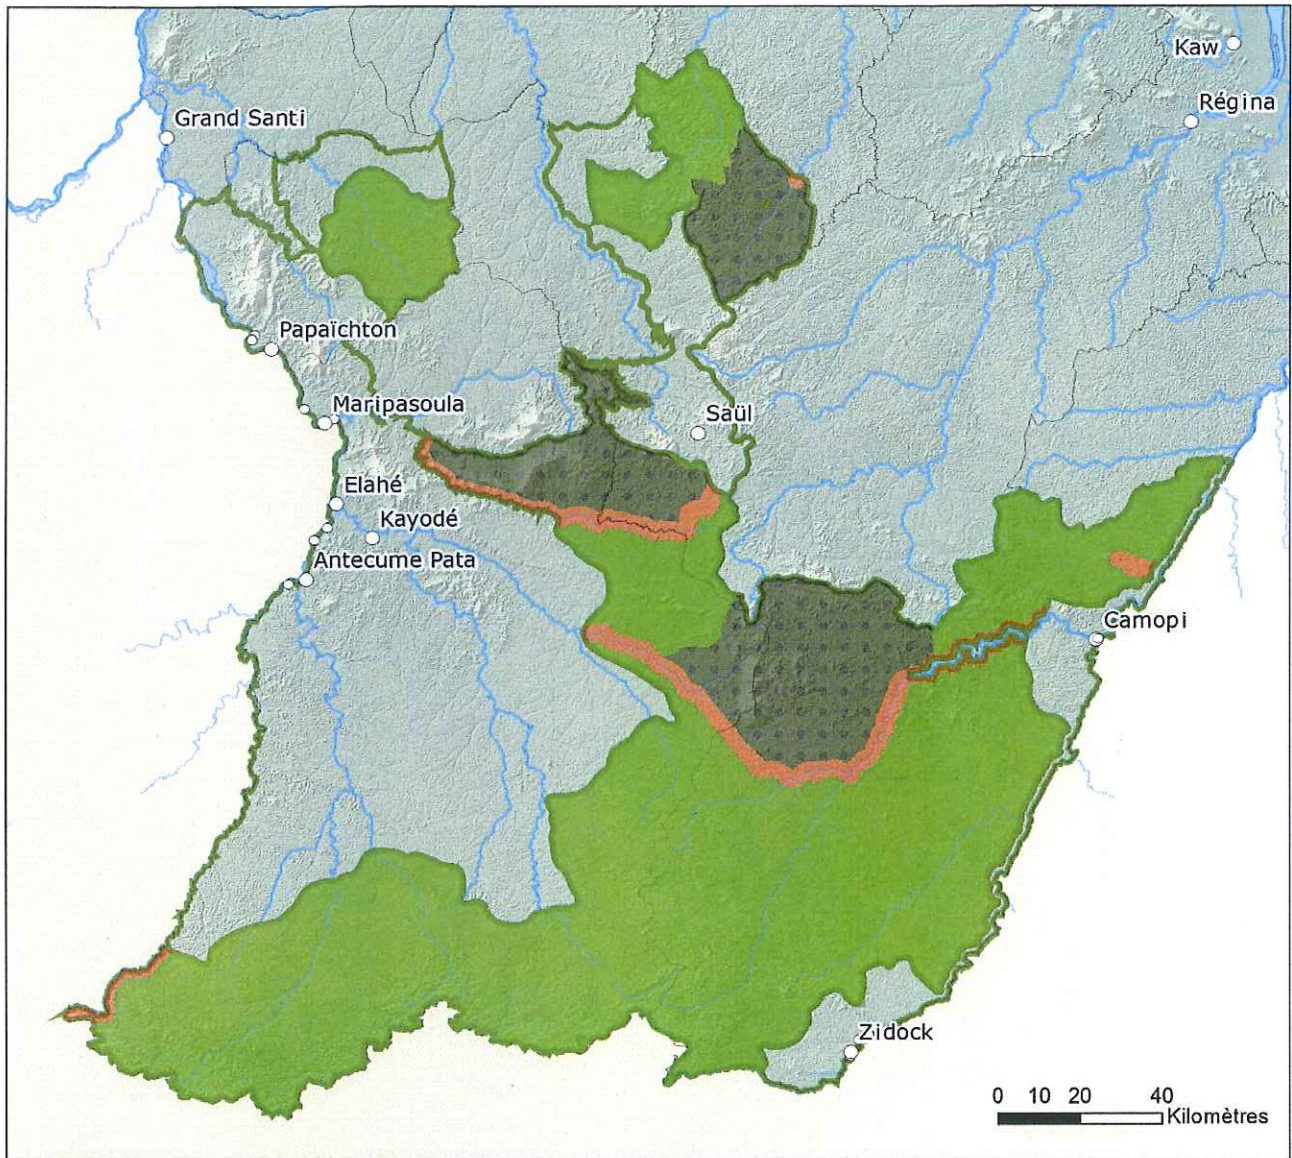 Kaw
Régina
Grand Santi
Papaïchton
Maripasoula
Saül
Elahé
Kayodé
Antecume Pata
Camopi
Zidock
0 10 20 40
Kilomètres